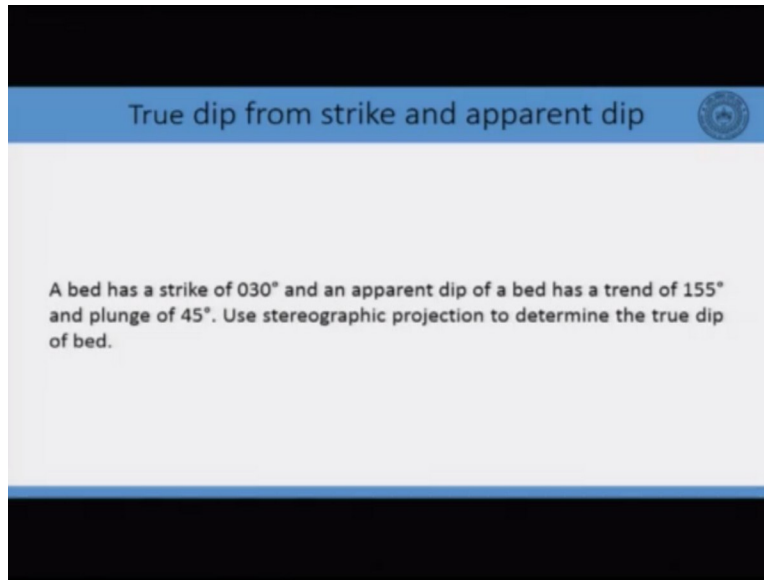 True dip from strike and apparent dip
A bed has a strike of 030° and an apparent dip of a bed has a trend of 155°
and plunge of 45°. Use stereographic projection to determine the true dip
of bed.